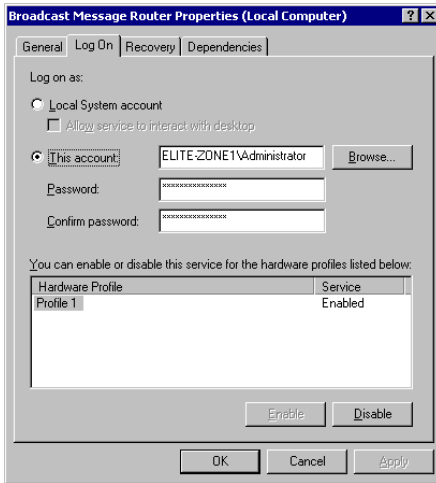 Broadcast Message Router Properties (Local Computer)
General Log On Recovery Dependencies
Log on as:
Local System account
Allow service to interact with desktop
This account: ELITE-ZONE1\Administrator Browse...
Password: xxxxxxxxxxxxxxx
Confirm password: xxxxxxxxxxxxxxx
You can enable or disable this service for the hardware profiles listed below:
Hardware Profile Service
Profile 1 Enabled
Enable Disable
OK Cancel Apply